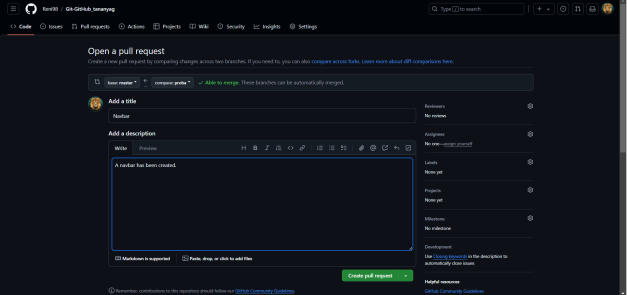 Reni98 / Git-GitHub_tananyag
Type / to search
Code Issues Pull requests Actions Projects Wiki Security Insights Settings
Open a pull request
Create a new pull request by comparing changes across two branches. If you need to, you can also compare across forks. Learn more about diff comparisons here.
base: master compare: proba Able to merge. These branches can be automatically merged.
Add a title
Navbar
Add a description
Write Preview
A navbar has been created.
Markdown is supported Paste, drop, or click to add files
Create pull request
Remember, contributions to this repository should follow our GitHub Community Guidelines.
Reviewers
No reviews
Assignees
No one—assign yourself
Labels
None yet
Projects
None yet
Milestone
No milestone
Development
Use Closing keywords in the description to
automatically close issues
Helpful resources
GitHub Community Guidelines